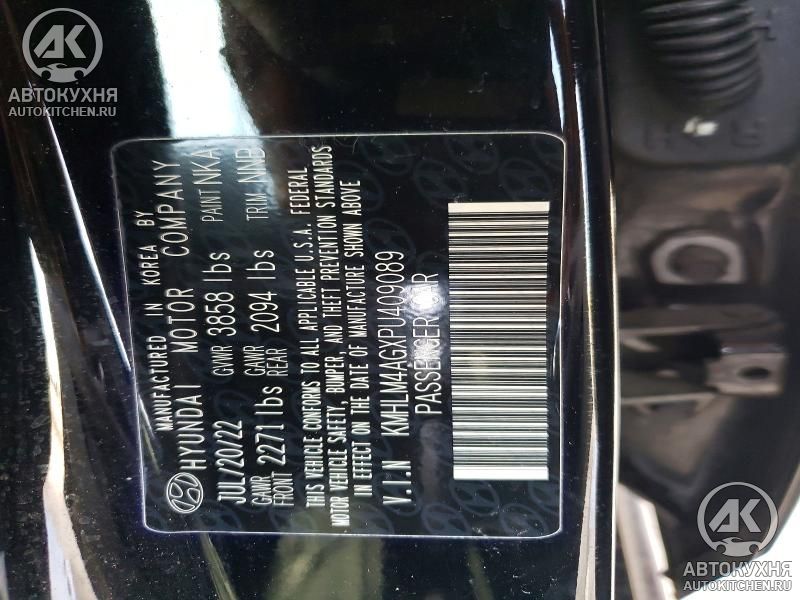 AK
АВТОКУХНЯ
AUTOKITCHEN.RU
MANUFACTURED IN KOREA BY
HYUNDAI MOTOR COMPANY
JUL/20/22 GVWR 3858 lbs PAINT NKA
GAWR FRONT 2271 lbs GAWR REAR 2094 lbs TRIM NNB
THIS VEHICLE CONFORMS TO ALL APPLICABLE U.S.A. FEDERAL
MOTOR VEHICLE SAFETY, BUMPER, AND THEFT PREVENTION STANDARDS
IN EFFECT ON THE DATE OF MANUFACTURE SHOWN ABOVE
V.I.N KMHLM4AGXPU409089
PASSENGER CAR
AK
АВТОКУХНЯ
AUTOKITCHEN.RU